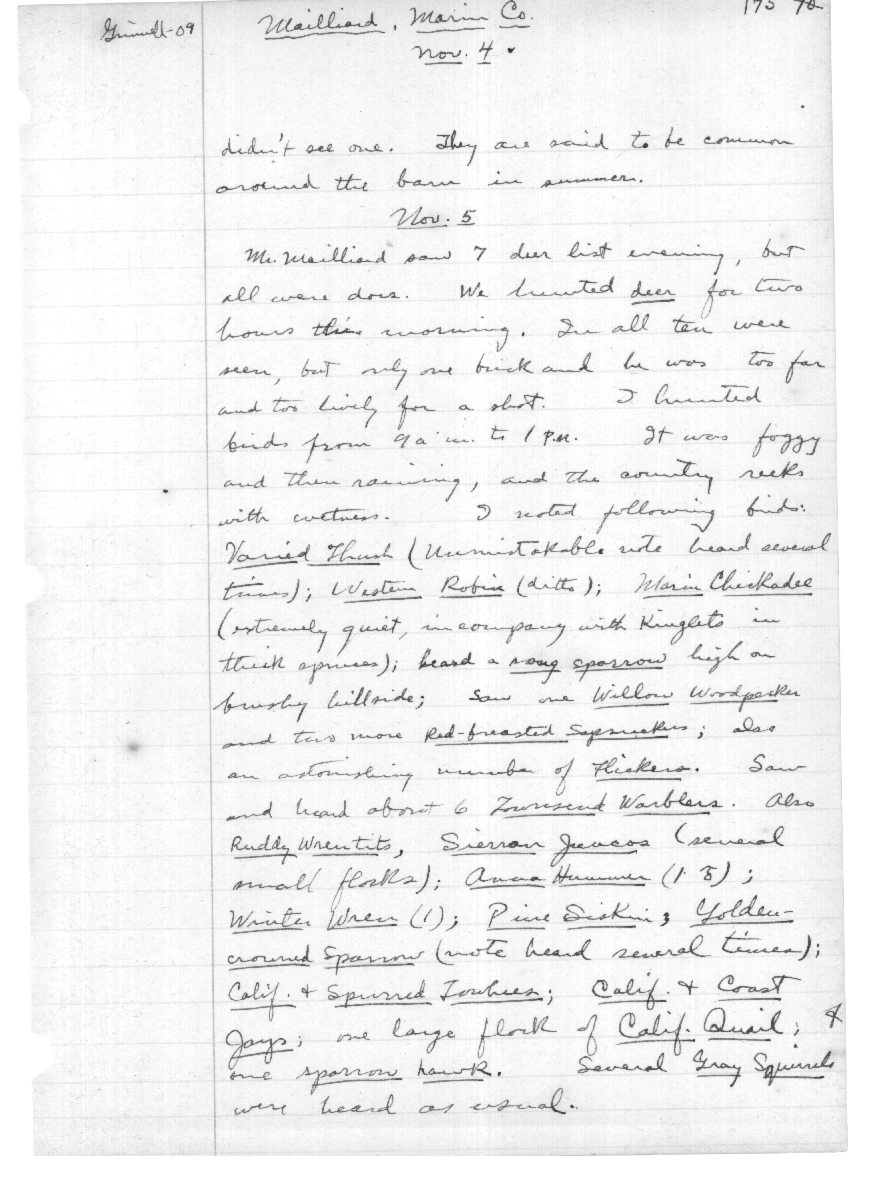 Grinnell-09
Mailliard, Marin Co.
Nov. 4.
didn't see one. They are said to be common
around the barn in summer.
Nov. 5
Mr. Mailliard saw 7 deer last evening, but
all were does. We hunted deer for two
hours this morning. In all ten were
seen, but only one buck and he was too far
and too lively for a shot. I hunted
birds from 9 a.m. to 1 P.M. It was foggy
and then raining, and the country reeks
with wetness. I noted following birds:
Varied Thrush (Unmistakable note heard several
times); Western Robin (ditto); Marin Chickadee
(extremely quiet, in company with Kinglets in
thick spruces); heard a song sparrow high on
brushy hillside; Saw one Willow Woodpecker
and two more Red-breasted Sapsuckers; also
an astonishing number of Flickers. Saw
and heard about 6 Townsend Warblers. Also
Ruddy Wrentits, Sierran Juncos (several
small flocks); Anna Hummer (1 ♂);
Winter Wren (1); Pine Siskin; Golden-
crowned Sparrow (note heard several times);
Calif. + Spurred Towhees; Calif. + Coast
Jays; one large flock of Calif. Quail; &
one sparrow hawk. Several Gray Squirrels
were heard as usual.